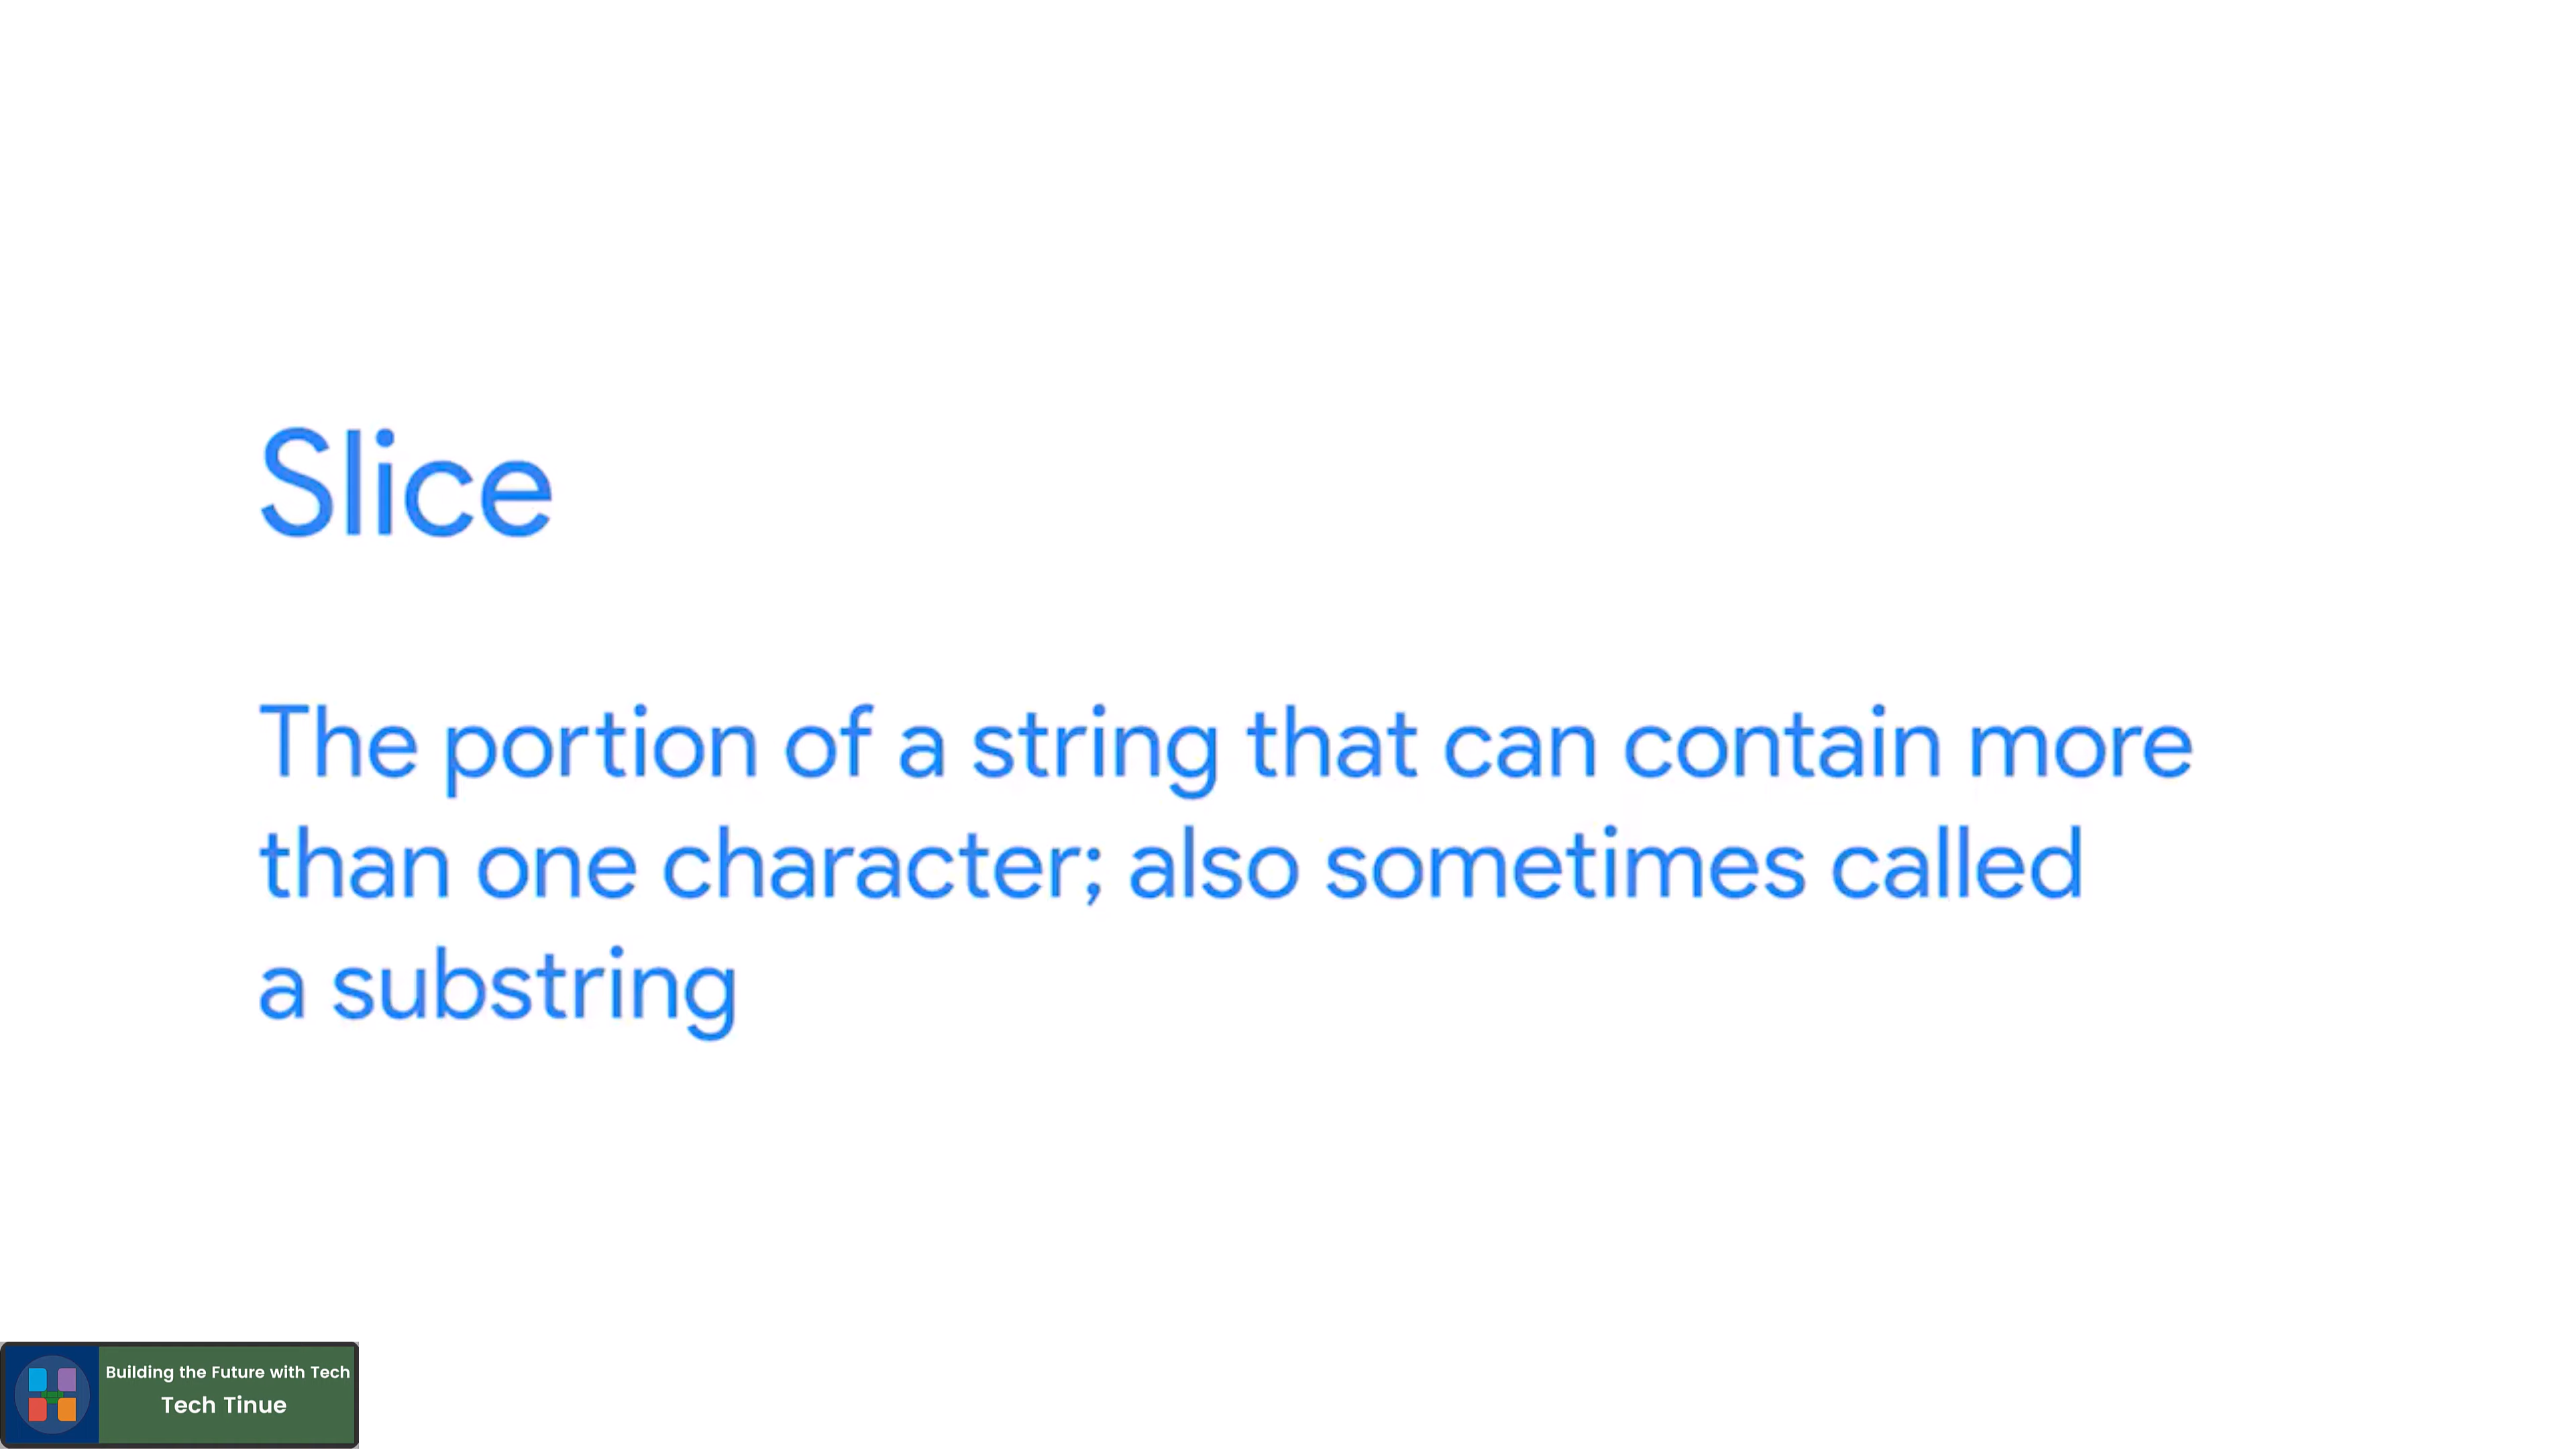 Slice
The portion of a string that can contain more
than one character; also sometimes called
a substring
Building the Future with Tech
Tech Tinue